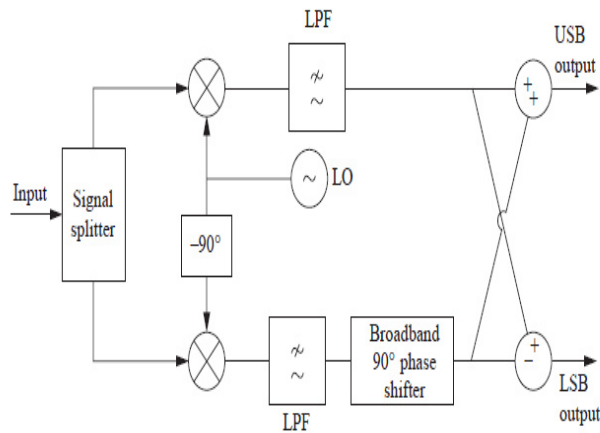 LPF
USB
output
+
+
~
~
Input
Signal
splitter
~
LO
–90°
~
~
Broadband
90° phase
shifter
+
–
LPF
LSB
output